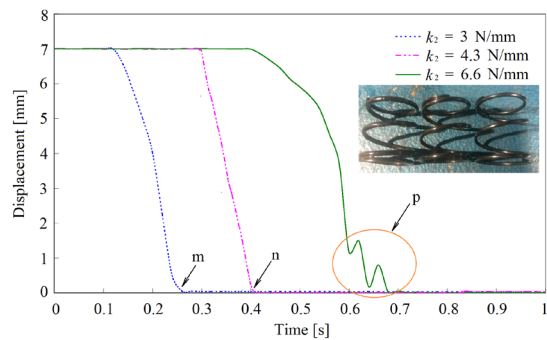 8
7
6
5
4
3
2
1
0
Displacement [mm]
k₂ = 3 N/mm
k₂ = 4.3 N/mm
k₂ = 6.6 N/mm
p
m
n
0 0.1 0.2 0.3 0.4 0.5 0.6 0.7 0.8 0.9 1
Time [s]